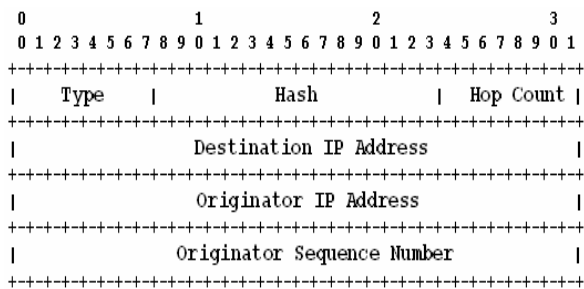 0                   1                   2                   3
0 1 2 3 4 5 6 7 8 9 0 1 2 3 4 5 6 7 8 9 0 1 2 3 4 5 6 7 8 9 0 1
+-+-+-+-+-+-+-+-+-+-+-+-+-+-+-+-+-+-+-+-+-+-+-+-+-+-+-+-+-+-+-+-+
| Type | Hash | Hop Count |
+-+-+-+-+-+-+-+-+-+-+-+-+-+-+-+-+-+-+-+-+-+-+-+-+-+-+-+-+-+-+-+-+
| Destination IP Address |
+-+-+-+-+-+-+-+-+-+-+-+-+-+-+-+-+-+-+-+-+-+-+-+-+-+-+-+-+-+-+-+-+
| Originator IP Address |
+-+-+-+-+-+-+-+-+-+-+-+-+-+-+-+-+-+-+-+-+-+-+-+-+-+-+-+-+-+-+-+-+
| Originator Sequence Number |
+-+-+-+-+-+-+-+-+-+-+-+-+-+-+-+-+-+-+-+-+-+-+-+-+-+-+-+-+-+-+-+-+